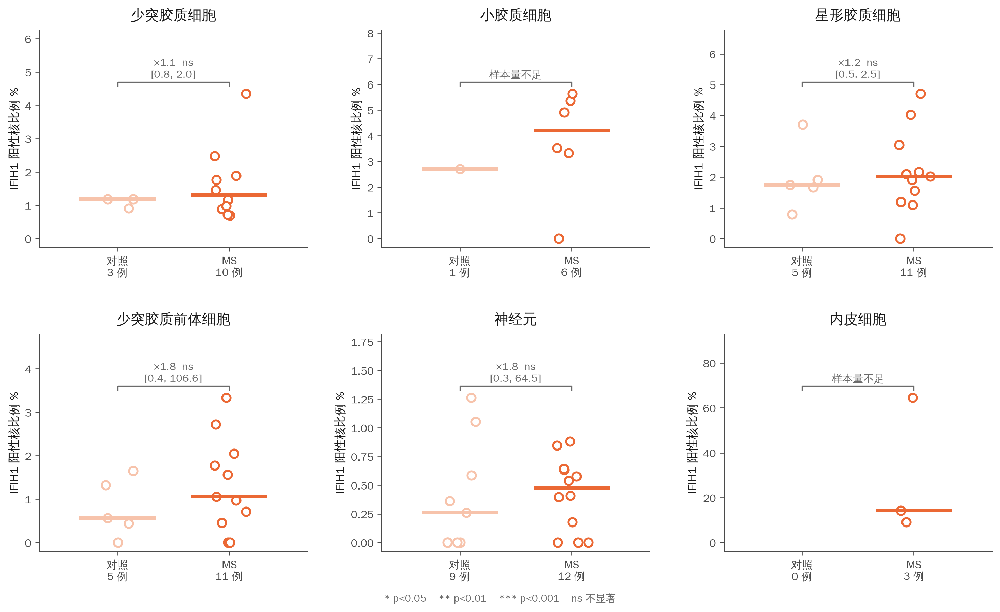 少突胶质细胞
IFIH1 阳性核比例 %
6
5
4
3
2
1
0
×1.1 ns
[0.8, 2.0]
对照
3 例
MS
10 例
小胶质细胞
IFIH1 阳性核比例 %
8
7
6
5
4
3
2
1
0
样本量不足
对照
1 例
MS
6 例
星形胶质细胞
IFIH1 阳性核比例 %
6
5
4
3
2
1
0
×1.2 ns
[0.5, 2.5]
对照
5 例
MS
11 例
少突胶质前体细胞
IFIH1 阳性核比例 %
4
3
2
1
0
×1.8 ns
[0.4, 106.6]
对照
5 例
MS
11 例
神经元
IFIH1 阳性核比例 %
1.75
1.50
1.25
1.00
0.75
0.50
0.25
0.00
×1.8 ns
[0.3, 64.5]
对照
9 例
MS
12 例
内皮细胞
IFIH1 阳性核比例 %
80
60
40
20
0
样本量不足
对照
0 例
MS
3 例
* p<0.05 ** p<0.01 *** p<0.001 ns 不显著